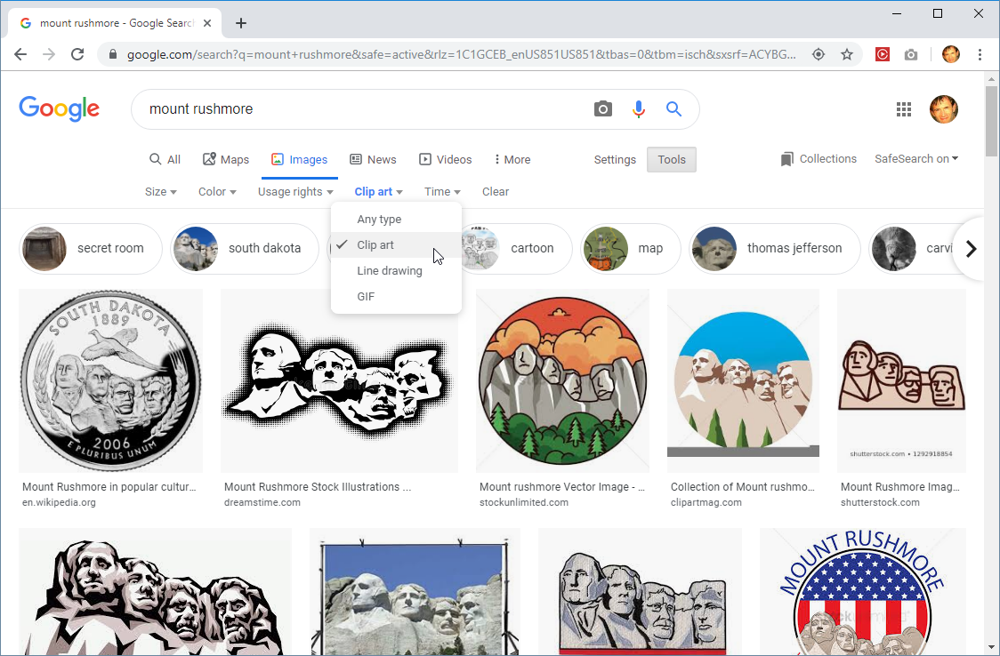 mount rushmore - Google Searc
google.com/search?q=mount+rushmore&safe=active&rlz=1C1GCEB_enUS851US851&tbas=0&tbm=isch&sxsrf=ACYBG...
Google
mount rushmore
All
Maps
Images
News
Videos
More
Settings
Tools
Collections
SafeSearch on
Size
Color
Usage rights
Clip art
Time
Clear
Any type
Clip art
Line drawing
GIF
secret room
south dakota
cartoon
map
thomas jefferson
carvi
SOUTH DAKOTA
1889
2006
E PLURIBUS UNUM
shutterstock.com • 1292918854
Mount Rushmore in popular cultur...
en.wikipedia.org
Mount Rushmore Stock Illustrations ...
dreamstime.com
Mount rushmore Vector Image - ...
stockunlimited.com
Collection of Mount rushmo...
clipartmag.com
Mount Rushmore Imag...
shutterstock.com
MOUNT RUSHMORE